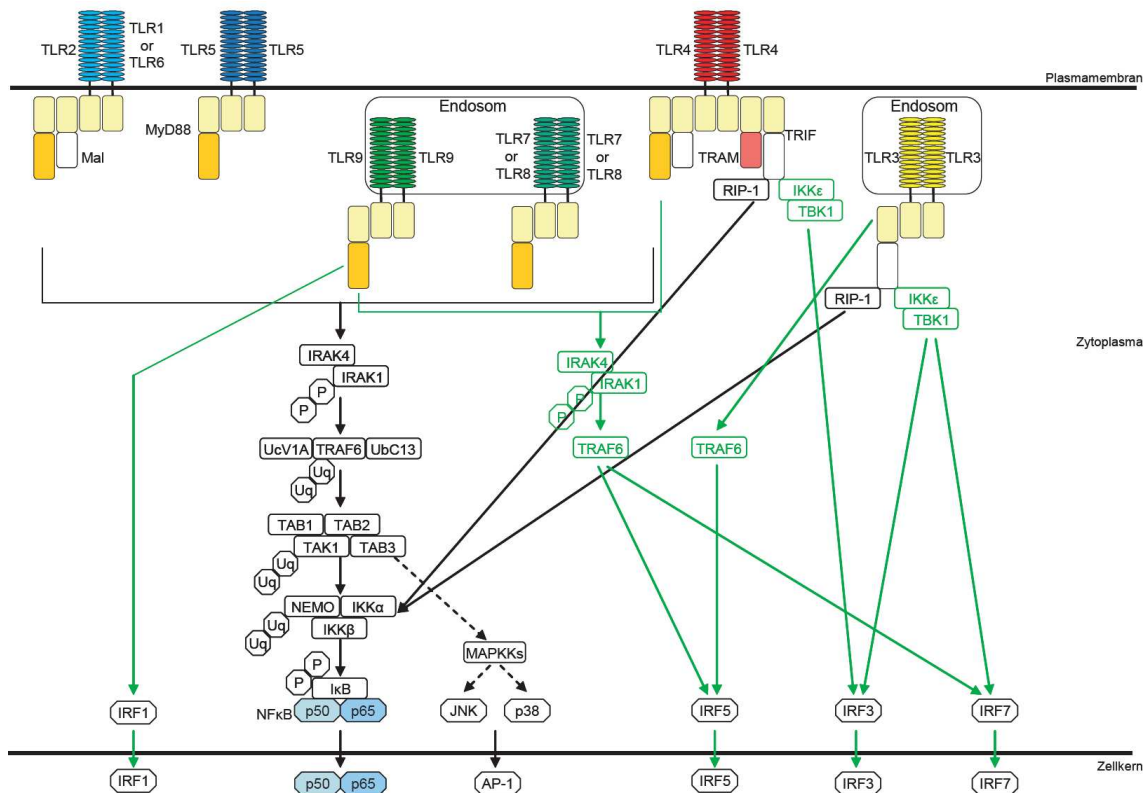 TLR2
TLR1
or
TLR6
TLR5
TLR5
TLR4
TLR4
Plasmamembran
MyD88
Mal
Endosom
TLR9
TLR9
TLR7
or
TLR8
TLR7
or
TLR8
TRAM
TRIF
Endosom
TLR3
TLR3
RIP-1
IKKε
TBK1
RIP-1
IKKε
TBK1
Zytoplasma
IRAK4
IRAK1
P
P
IRAK4
IRAK1
P
P
UcV1A
TRAF6
UbC13
Uq
Uq
TRAF6
TRAF6
TAB1
TAB2
TAK1
TAB3
Uq
Uq
NEMO
IKKα
IKKβ
Uq
Uq
MAPKKs
P
P
IκB
NFκB
p50
p65
JNK
p38
IRF1
IRF5
IRF3
IRF7
Zellkern
IRF1
p50
p65
AP-1
IRF5
IRF3
IRF7